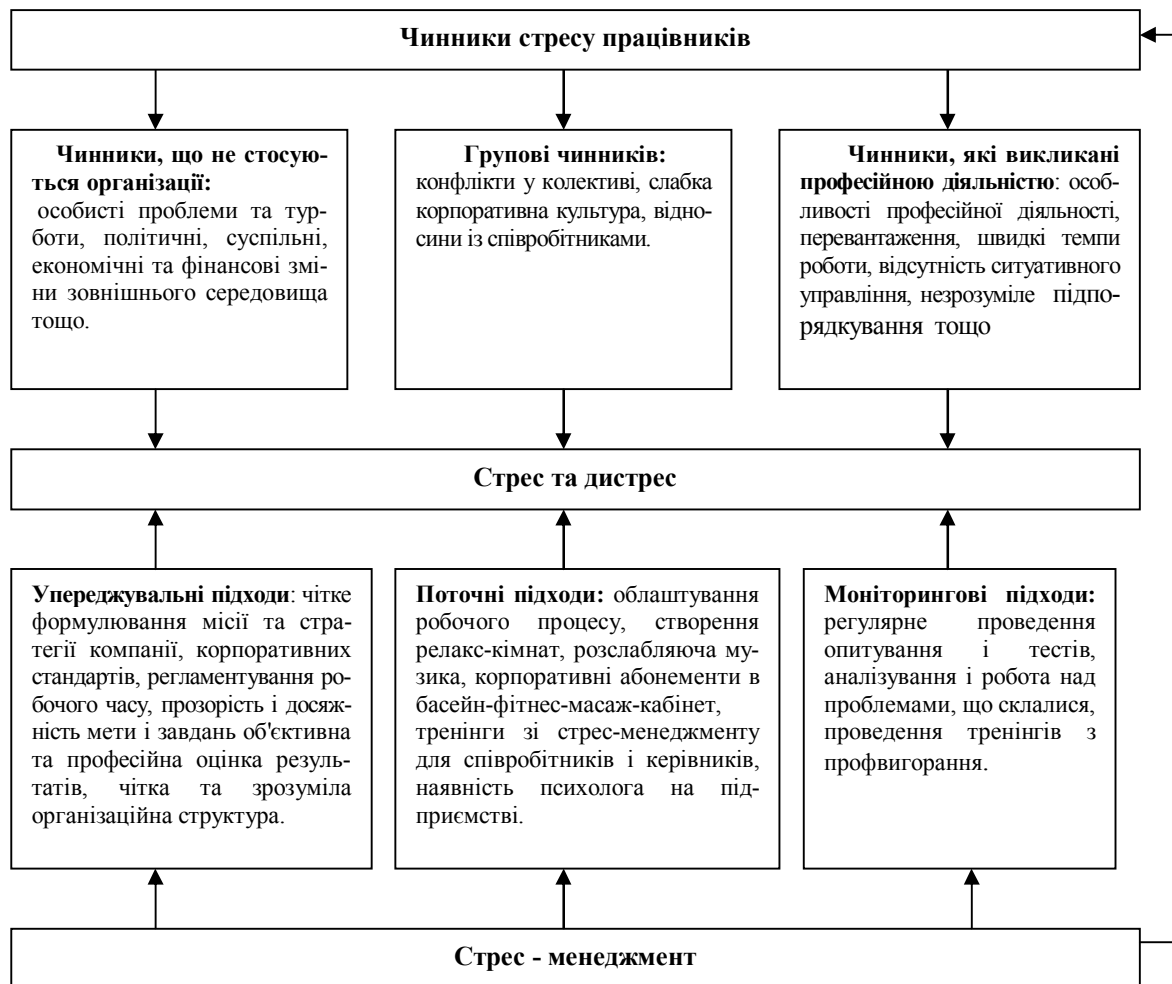 Чинники стресу працівників
Чинники, що не стосую-
ться організації:
особисті проблеми та тур-
боти, політичні, суспільні,
економічні та фінансові змі-
ни зовнішнього середовища
тощо.
Групові чинників:
конфлікти у колективі, слабка
корпоративна культура, відно-
сини із співробітниками.
Чинники, які викликані
професійною діяльністю: особ-
ливості професійної діяльності,
перевантаження, швидкі темпи
роботи, відсутність ситуативного
управління, незрозуміле підпо-
рядкування тощо
Стрес та дистрес
Упереджувальні підходи: чітке
формулювання місії та стра-
тегії компанії, корпоративних
стандартів, регламентування ро-
бочого часу, прозорість і досяж-
ність мети і завдань об'єктивна
та професійна оцінка резуль-
татів, чітка та зрозуміла
організаційна структура.
Поточні підходи: облаштування
робочого процесу, створення
релакс-кімнат, розслабляюча му-
зика, корпоративні абонементи в
басейн-фітнес-масаж-кабінет,
тренінги зі стрес-менеджменту
для співробітників і керівників,
наявність психолога на під-
приємстві.
Моніторингові підходи:
регулярне проведення
опитування і тестів,
аналізування і робота над
проблемами, що склалися,
проведення тренінгів з
профвигорання.
Стрес - менеджмент